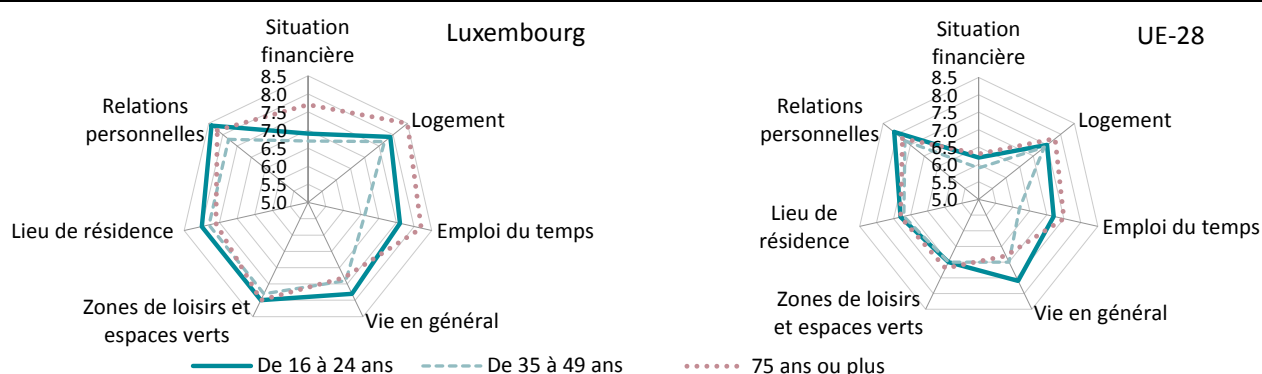 Luxembourg
Situation
financière
8.5
8.0
7.5
7.0
6.5
6.0
5.5
5.0
Logement
Emploi du temps
Vie en général
Zones de loisirs et
espaces verts
Lieu de résidence
Relations
personnelles
UE-28
Situation
financière
8.5
8.0
7.5
7.0
6.5
6.0
5.5
5.0
Logement
Emploi du temps
Vie en général
Zones de loisirs
et espaces verts
Lieu de
résidence
Relations
personnelles
De 16 à 24 ans
De 35 à 49 ans
75 ans ou plus